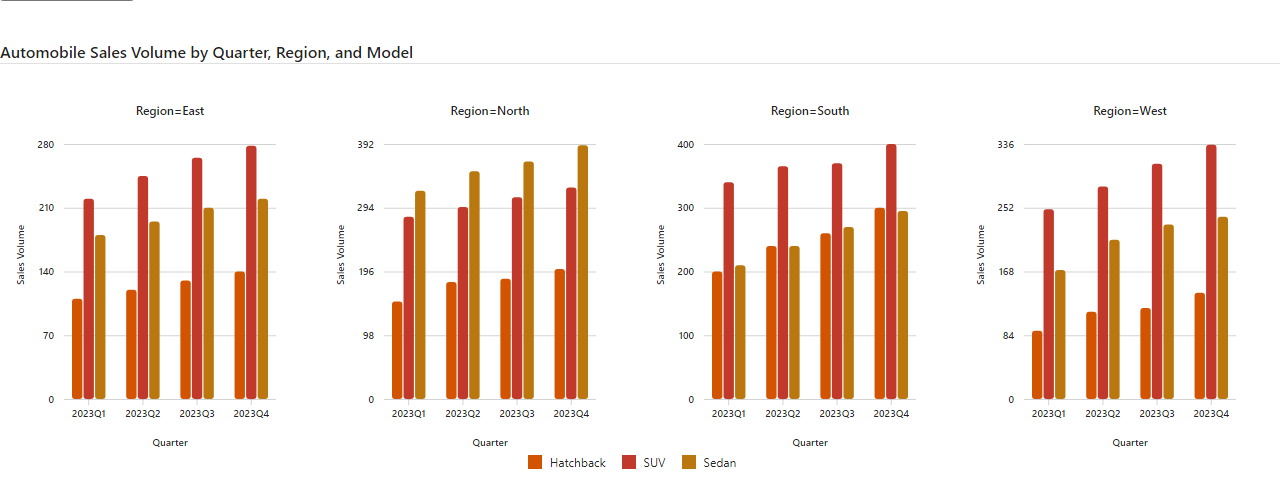 Automobile Sales Volume by Quarter, Region, and Model
Region=East
280
210
140
70
0
Sales Volume
2023Q1 2023Q2 2023Q3 2023Q4
Quarter
Region=North
392
294
196
98
0
Sales Volume
2023Q1 2023Q2 2023Q3 2023Q4
Quarter
Region=South
400
300
200
100
0
Sales Volume
2023Q1 2023Q2 2023Q3 2023Q4
Quarter
Region=West
336
252
168
84
0
Sales Volume
2023Q1 2023Q2 2023Q3 2023Q4
Quarter
Hatchback SUV Sedan